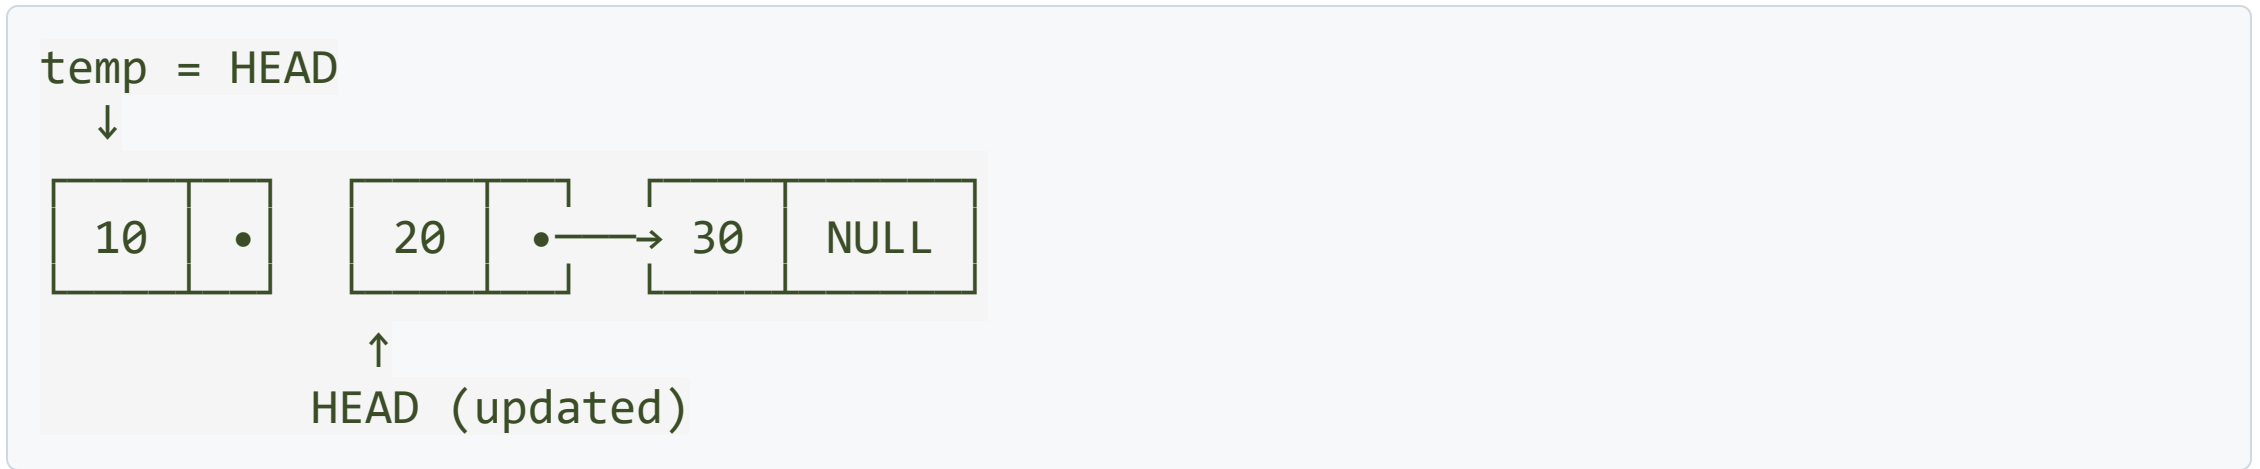 temp = HEAD
↓
10 • 20 •──→ 30 NULL
↑
HEAD (updated)